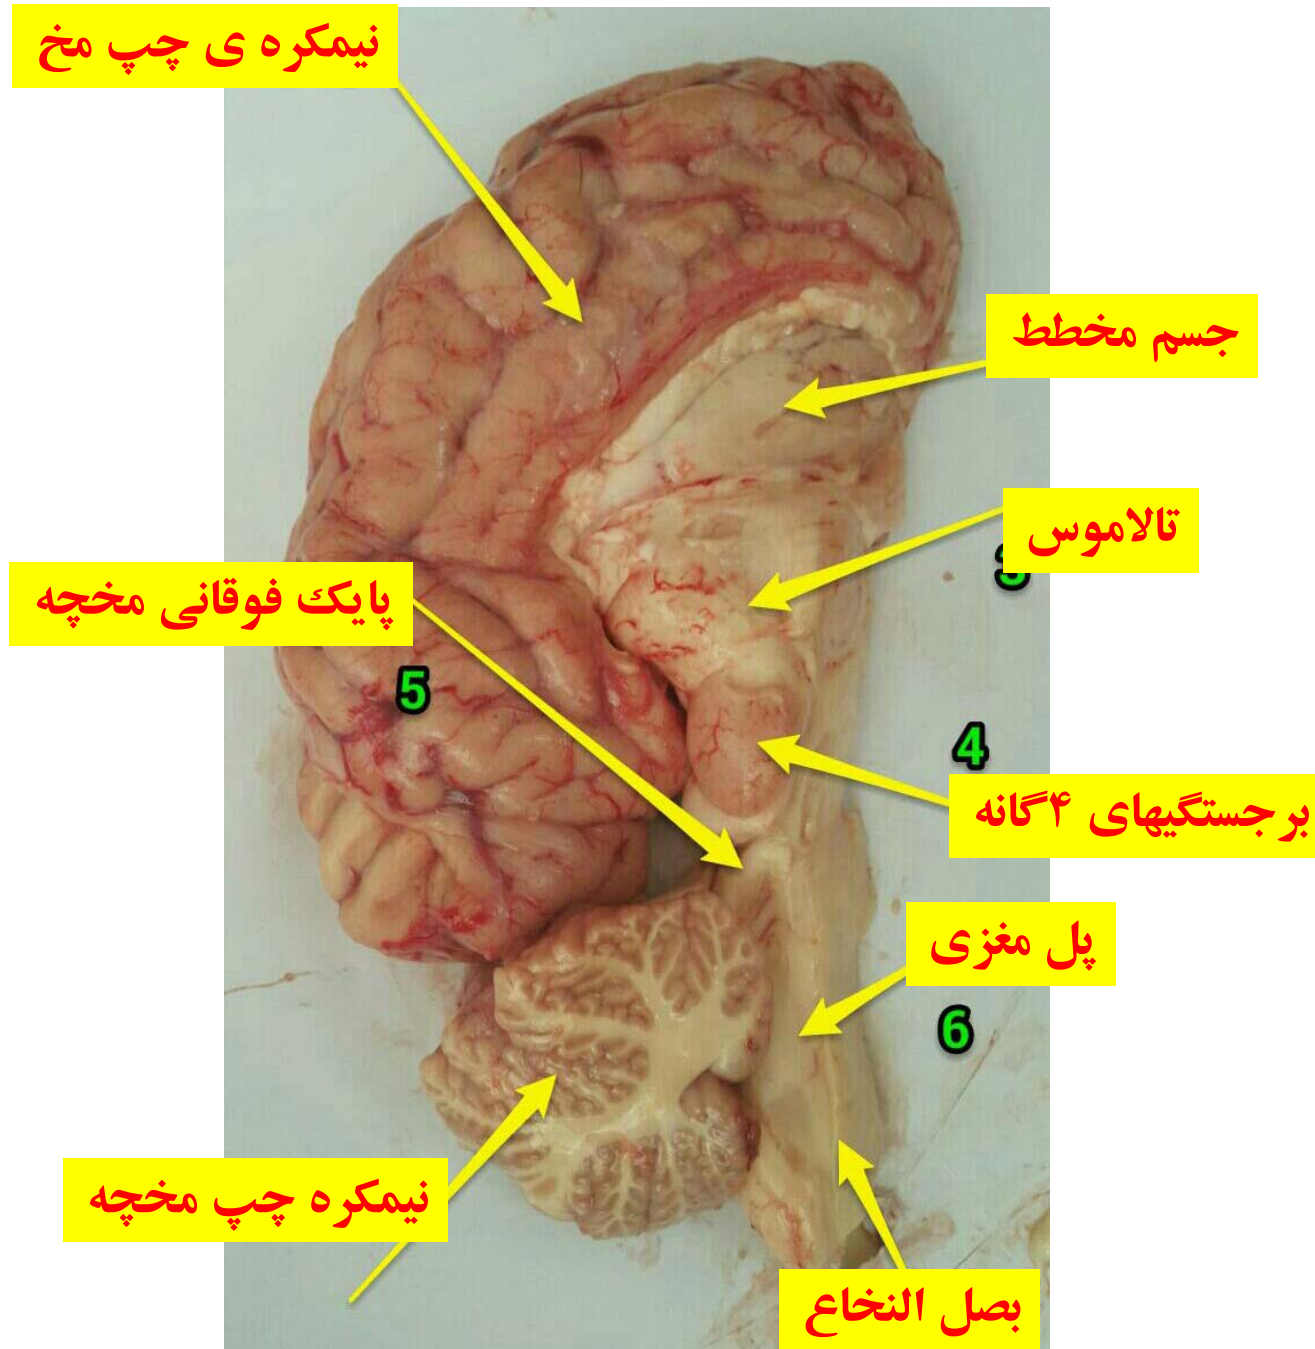 نیمکره ی چپ مخ
جسم مخطط
تالاموس
3
پایک فوقانی مخچه
5
4
برجستگیهای ۴گانه
پل مغزی
6
نیمکره چپ مخچه
بصل النخاع